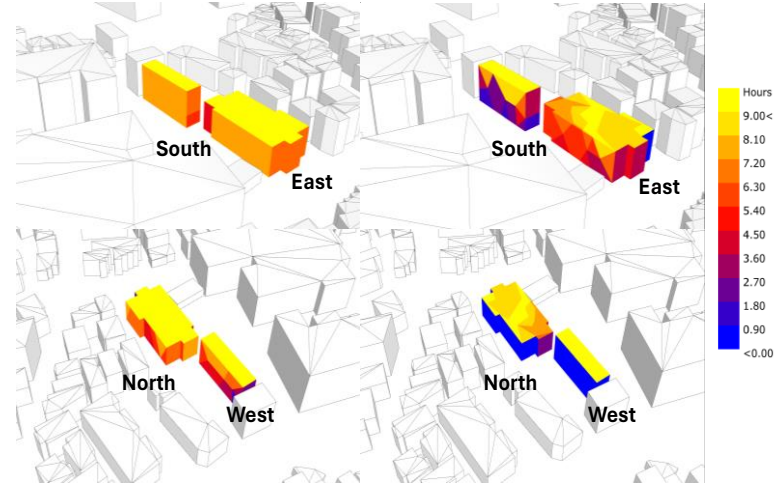 South
East
South
East
North
West
North
West
Hours
9.00<
8.10
7.20
6.30
5.40
4.50
3.60
2.70
1.80
0.90
<0.00